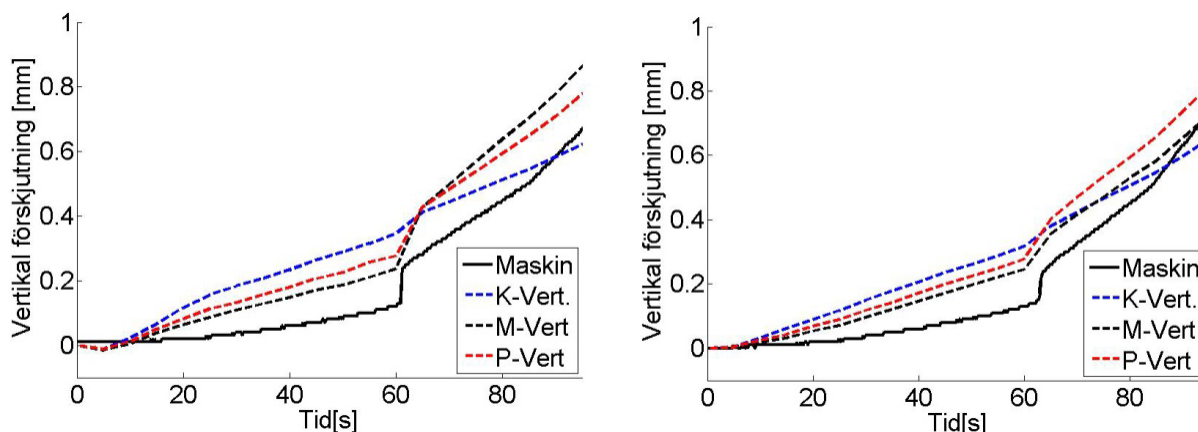 Vertikal förskjutning [mm]
1
0.8
0.6
0.4
0.2
0
0
20
40
60
80
Tid[s]
Maskin
K-Vert.
M-Vert
P-Vert
Vertikal förskjutning [mm]
1
0.8
0.6
0.4
0.2
0
0
20
40
60
80
Tid[s]
Maskin
K-Vert.
M-Vert
P-Vert